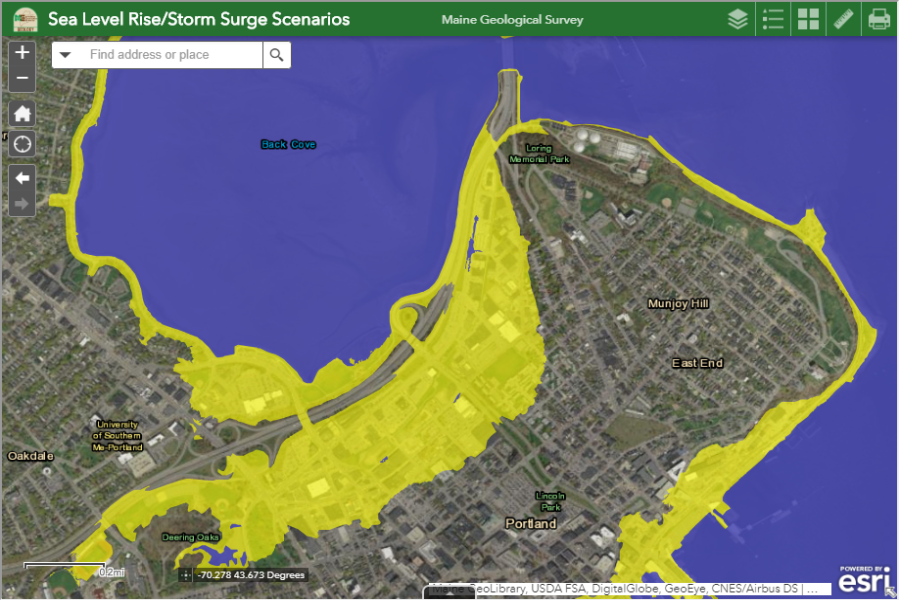 Sea Level Rise/Storm Surge Scenarios
Maine Geological Survey
Find address or place
Back Cove
Loring
Memorial Park
Munjoy Hill
East End
University
of Southern
Me-Portland
Oakdale
Lincoln
Park
Portland
Deering Oaks
0.2mi
-70.278 43.673 Degrees
POWERED BY
esri
Maine GeoLibrary, USDA FSA, DigitalGlobe, GeoEye, CNES/Airbus DS | ...